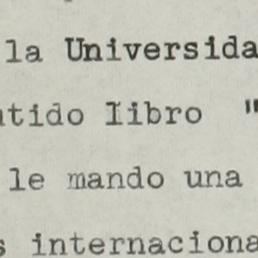 la Universida
tido libro "
le mando una
s internaciona